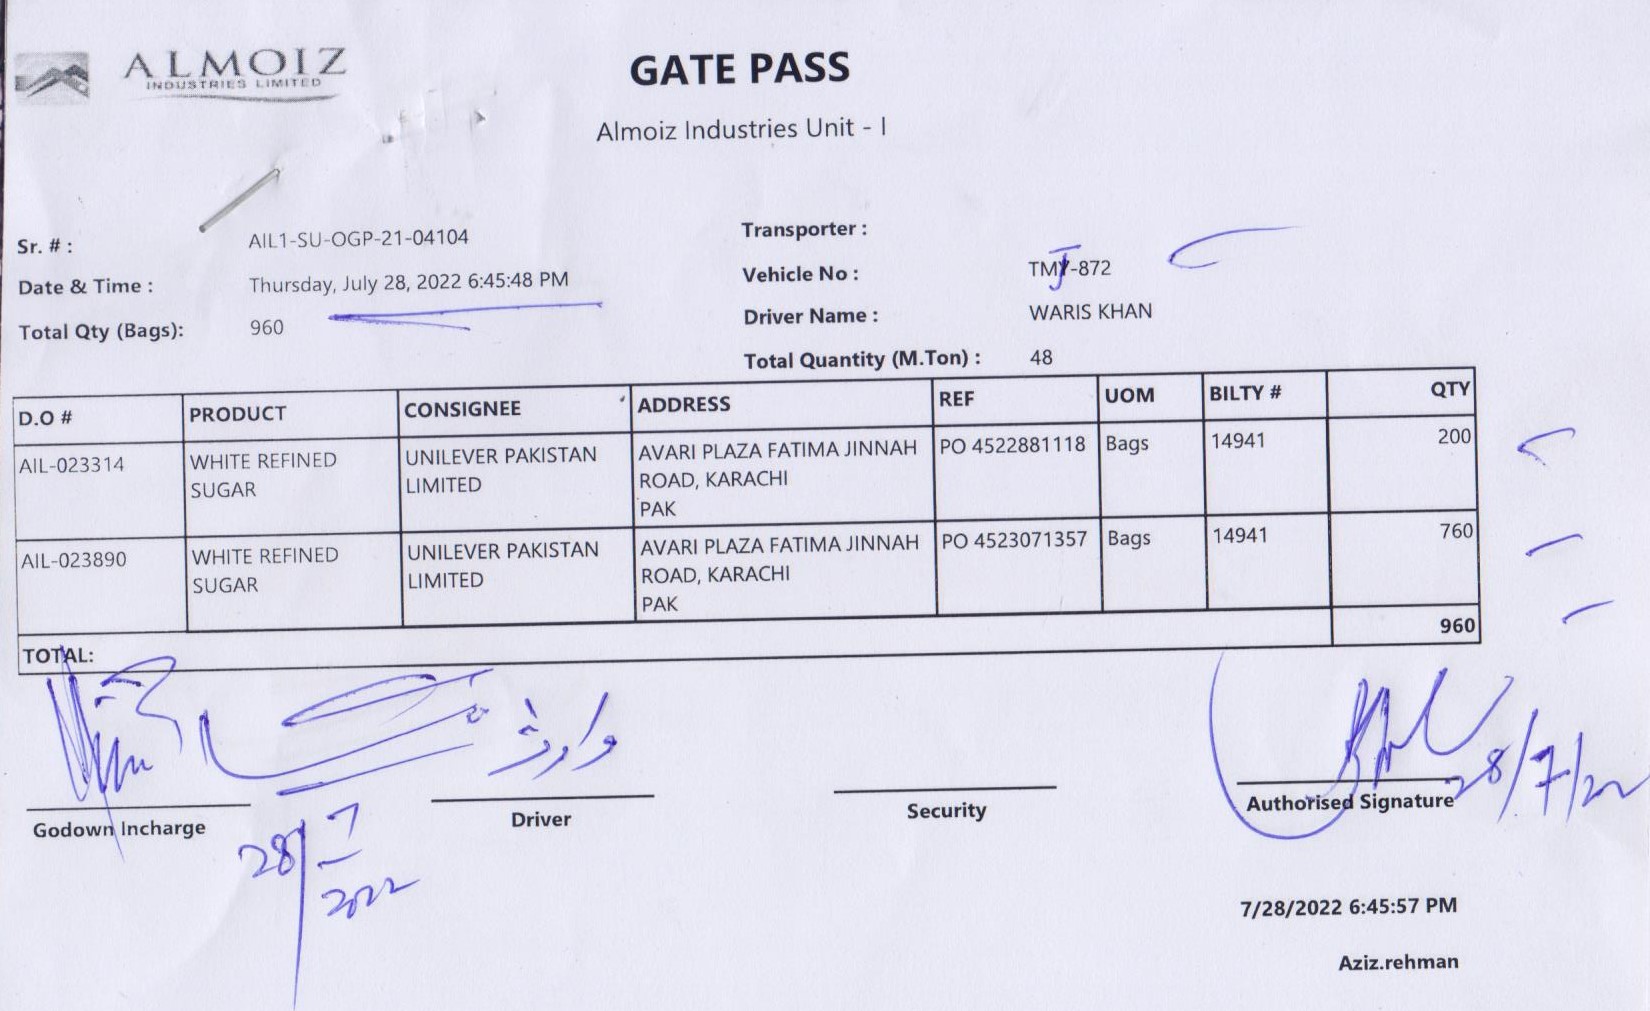 ALMOIZ
INDUSTRIES LIMITED
GATE PASS
Almoiz Industries Unit - I
Sr. # : AIL1-SU-OGP-21-04104
Transporter :
Date & Time : Thursday, July 28, 2022 6:45:48 PM
Vehicle No : TMJ-872
Total Qty (Bags): 960
Driver Name : WARIS KHAN
Total Quantity (M.Ton) : 48
D.O # PRODUCT CONSIGNEE ADDRESS REF UOM BILTY # QTY
AIL-023314 WHITE REFINED UNILEVER PAKISTAN AVARI PLAZA FATIMA JINNAH PO 4522881118 Bags 14941 200
SUGAR LIMITED ROAD, KARACHI
PAK
AIL-023890 WHITE REFINED UNILEVER PAKISTAN AVARI PLAZA FATIMA JINNAH PO 4523071357 Bags 14941 760
SUGAR LIMITED ROAD, KARACHI
PAK
TOTAL: 960
وارث
28/7/22
Godown Incharge Driver Security Authorised Signature
28/7
2022
7/28/2022 6:45:57 PM
Aziz.rehman